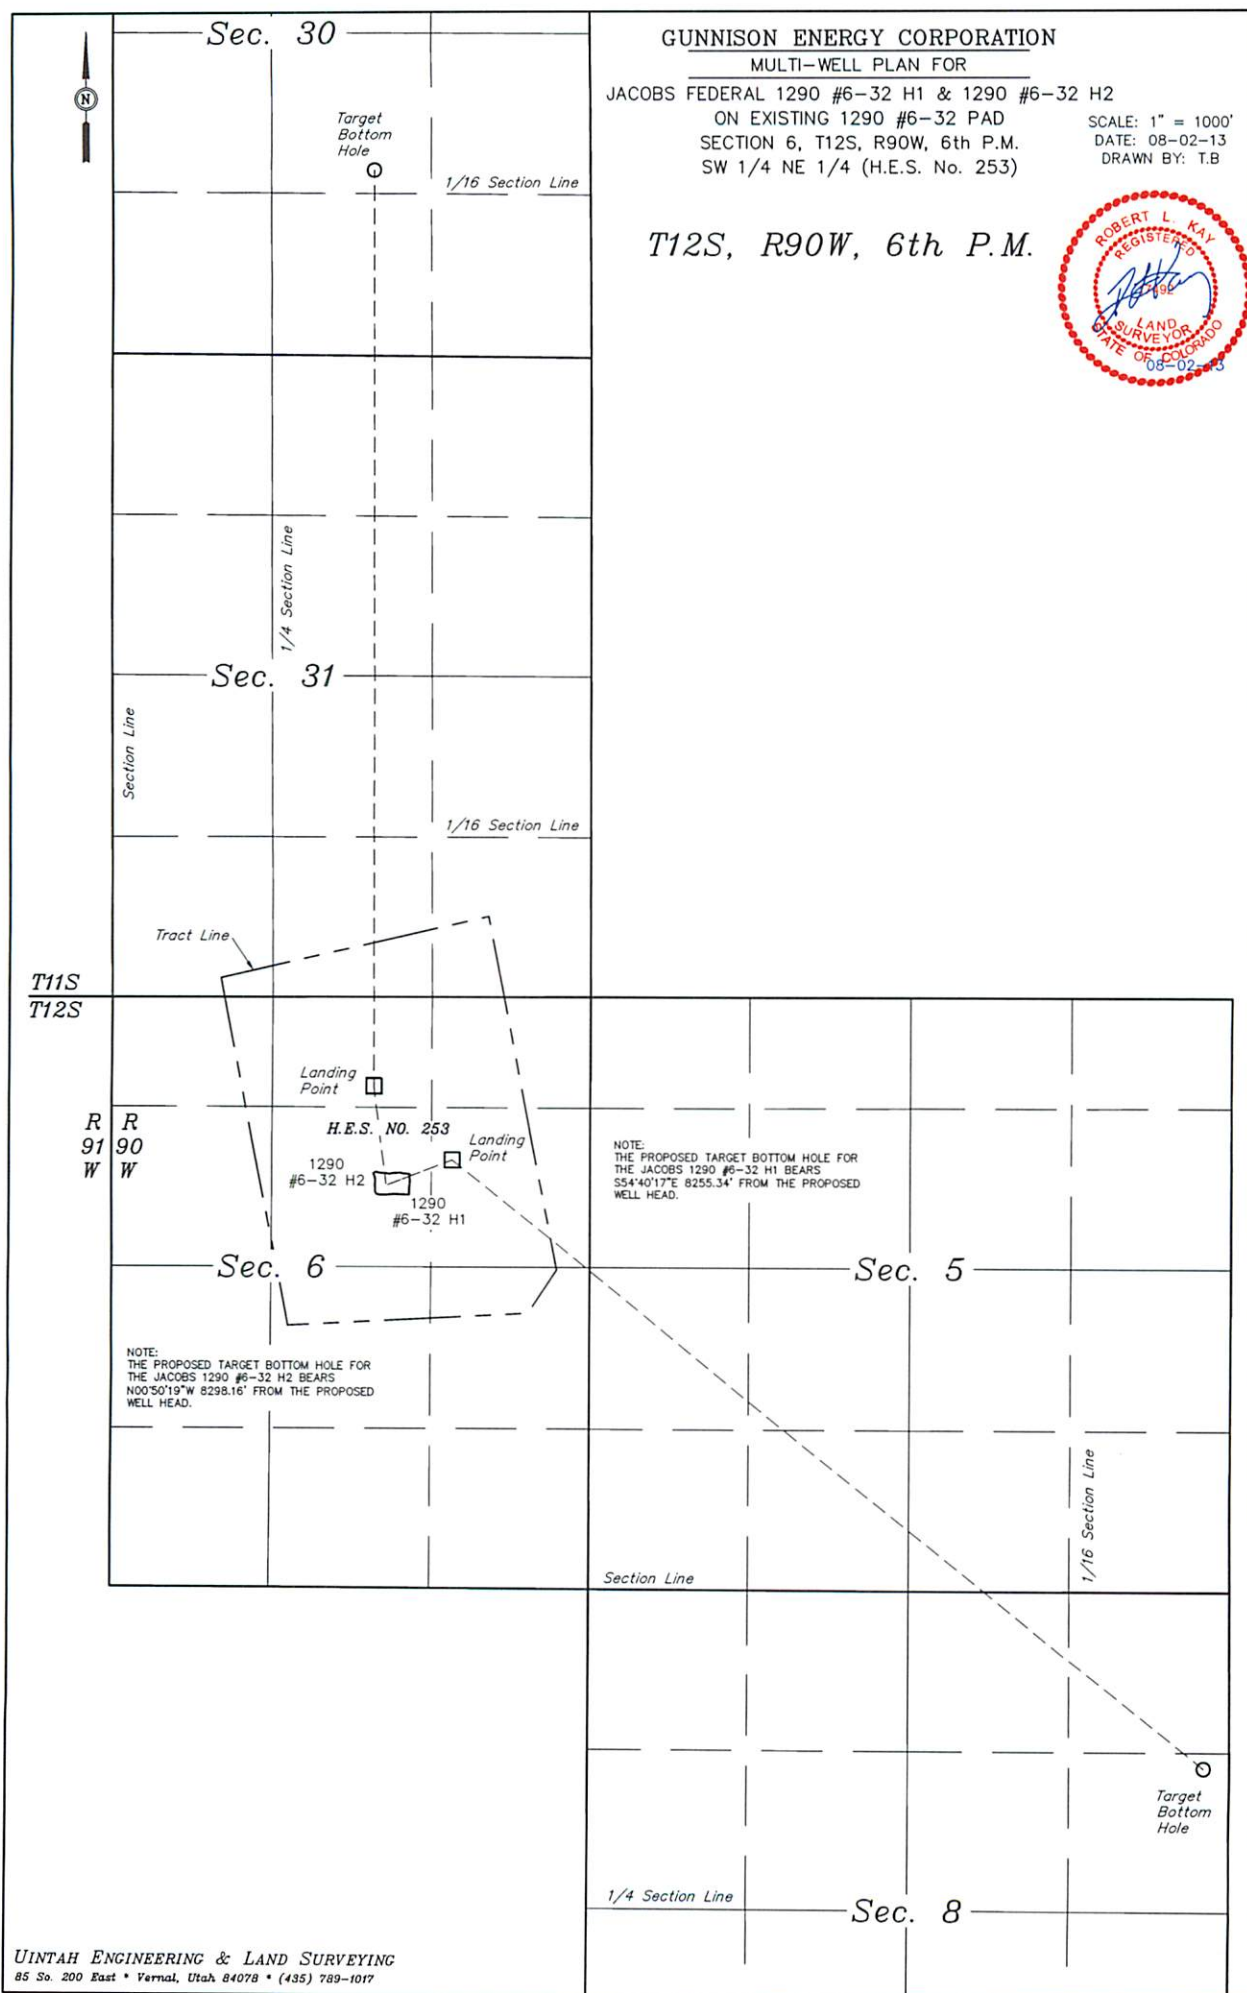 Sec. 30
GUNNISON ENERGY CORPORATION
MULTI-WELL PLAN FOR
JACOBS FEDERAL 1290 #6-32 H1 & 1290 #6-32 H2
ON EXISTING 1290 #6-32 PAD
SECTION 6, T12S, R90W, 6th P.M.
SW 1/4 NE 1/4 (H.E.S. No. 253)
SCALE: 1" = 1000'
DATE: 08-02-13
DRAWN BY: T.B
N
Target
Bottom
Hole
1/16 Section Line
T12S, R90W, 6th P.M.
ROBERT L. KAY
REGISTERED
LAND
SURVEYOR
STATE OF COLORADO
08-02-13
1/4 Section Line
Sec. 31
Section Line
1/16 Section Line
Tract Line
T11S
T12S
Landing
Point
R R
91 90
W W
H.E.S. NO. 253
Landing
Point
1290
#6-32 H2
1290
#6-32 H1
NOTE:
THE PROPOSED TARGET BOTTOM HOLE FOR
THE JACOBS 1290 #6-32 H1 BEARS
S54°40'17"E 8255.34' FROM THE PROPOSED
WELL HEAD.
Sec. 6
Sec. 5
NOTE:
THE PROPOSED TARGET BOTTOM HOLE FOR
THE JACOBS 1290 #6-32 H2 BEARS
N00°50'19"W 8298.16' FROM THE PROPOSED
WELL HEAD.
1/16 Section Line
Section Line
Target
Bottom
Hole
1/4 Section Line
Sec. 8
UINTAH ENGINEERING & LAND SURVEYING
85 So. 200 East * Vernal, Utah 84078 * (435) 789-1017